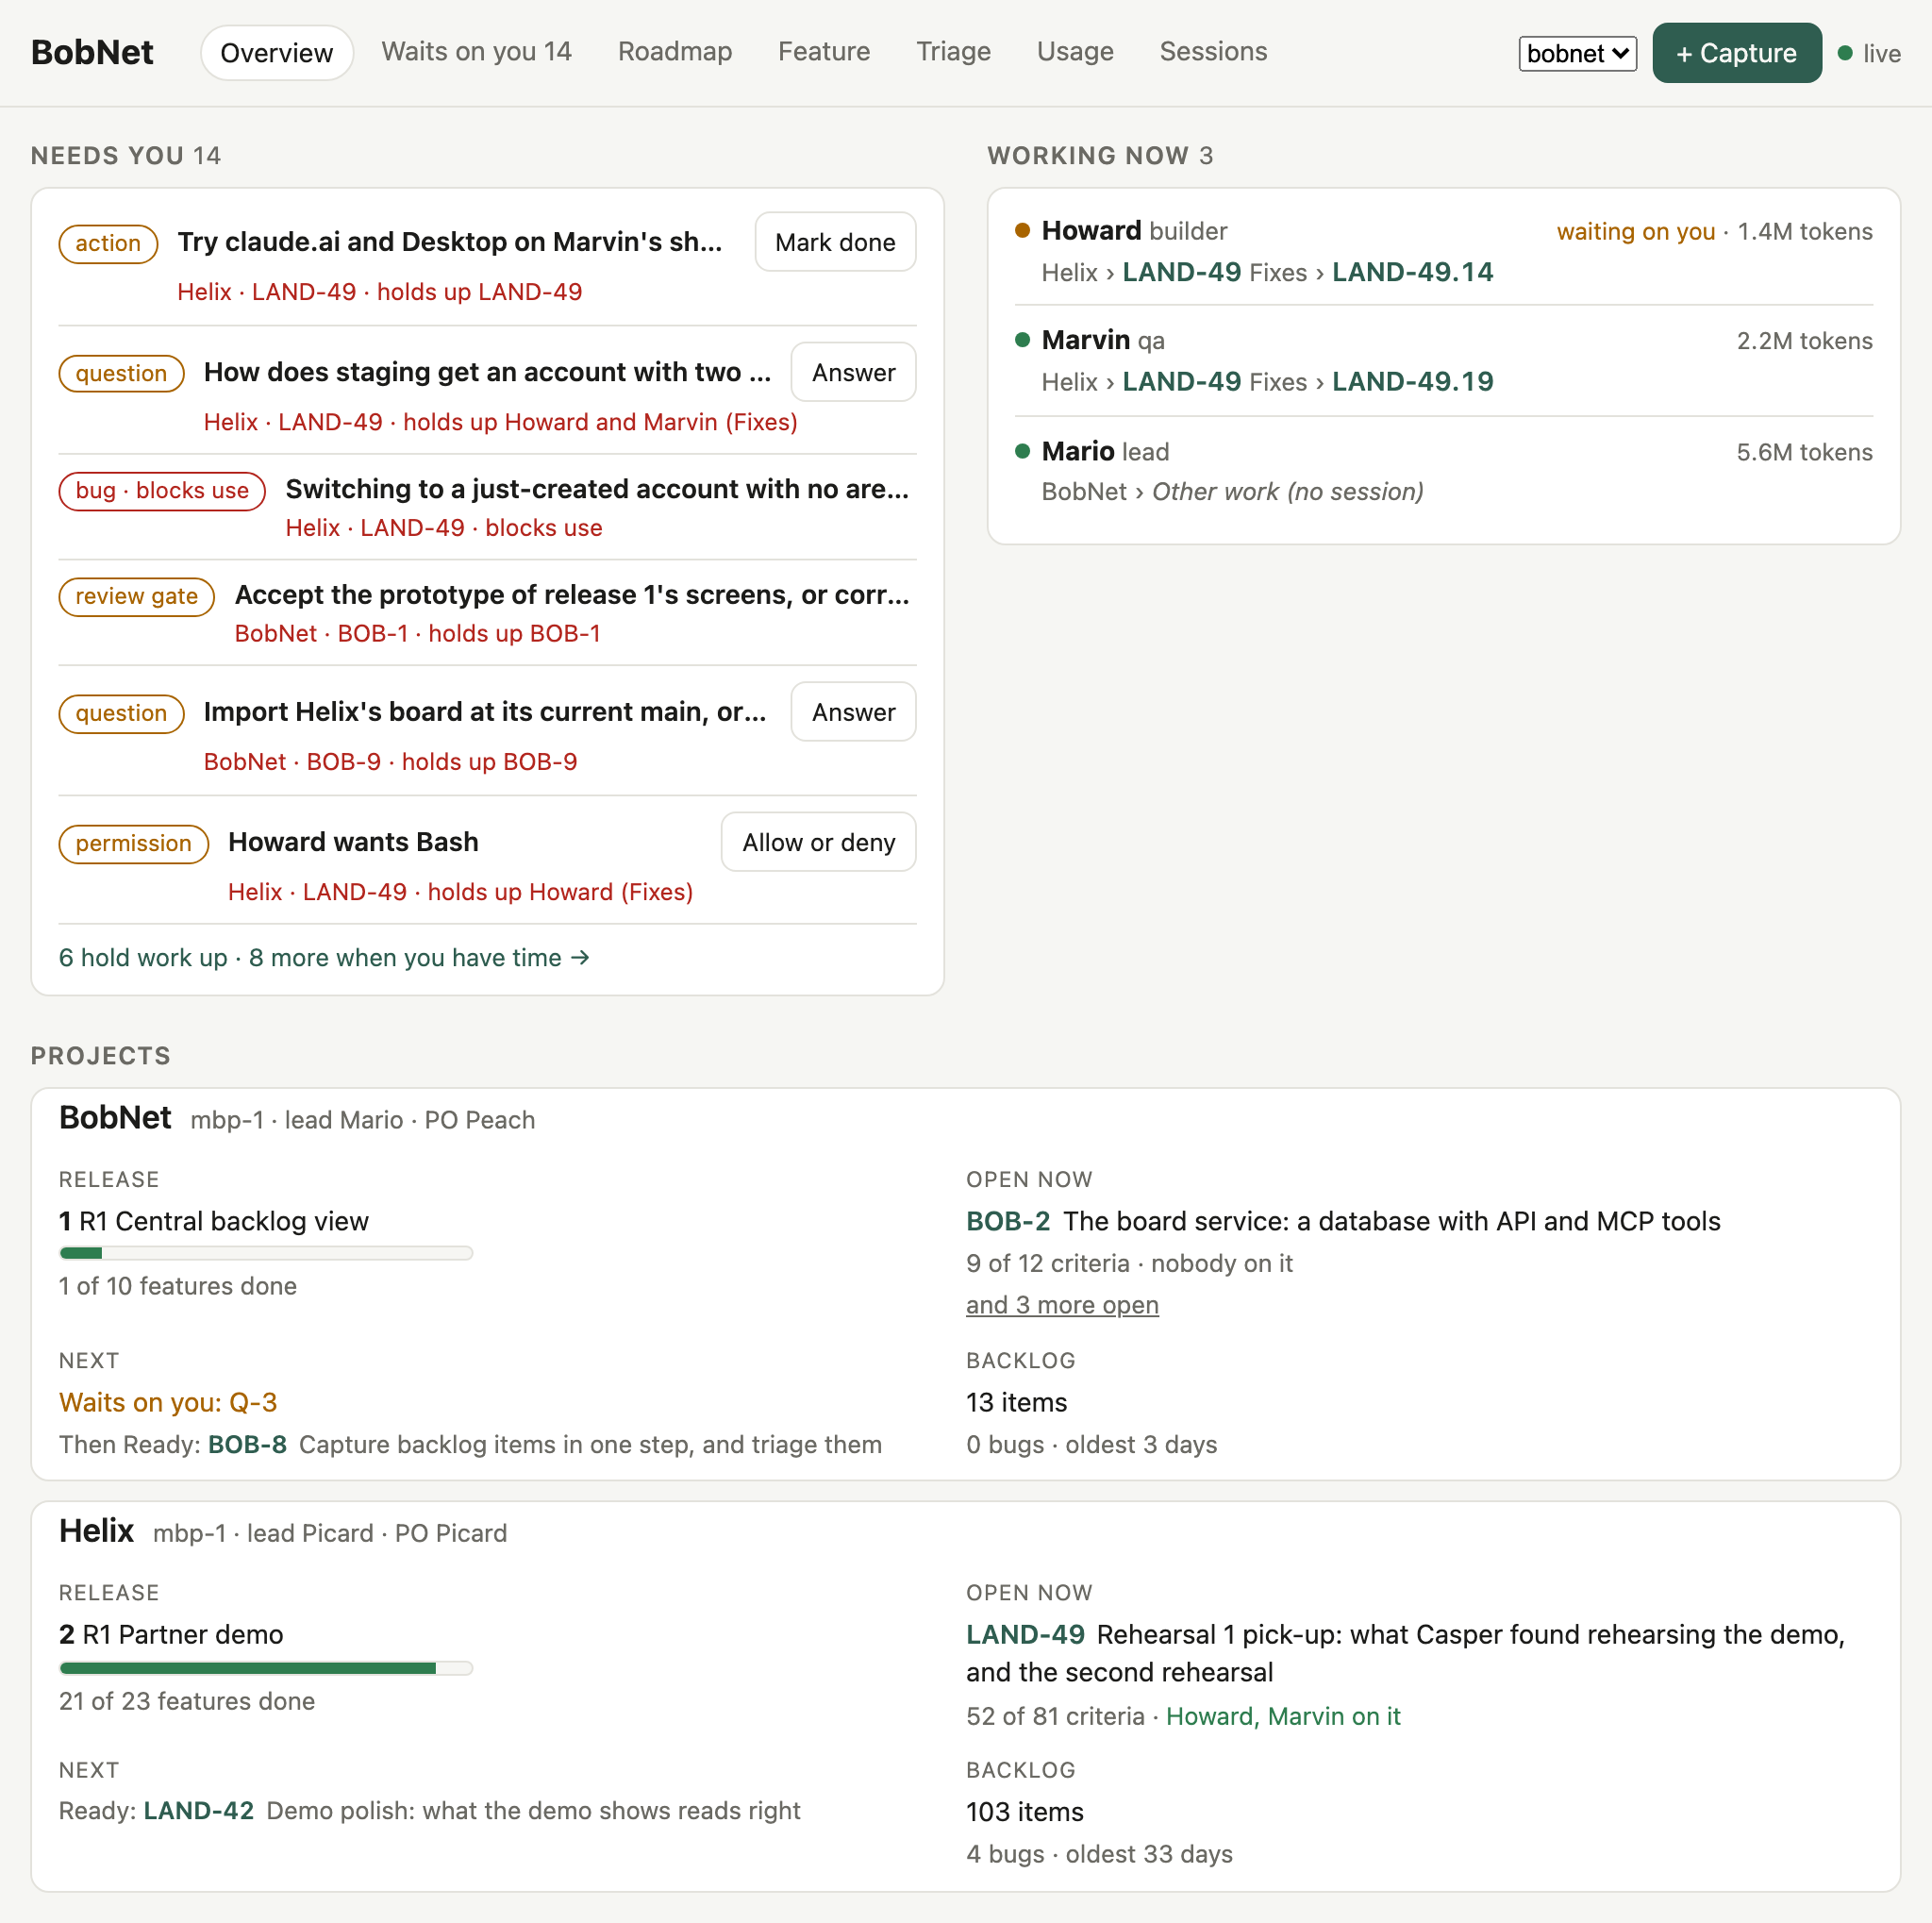 BobNet
Overview
Waits on you 14
Roadmap
Feature
Triage
Usage
Sessions
bobnet
+ Capture
live
NEEDS YOU 14
action Try claude.ai and Desktop on Marvin's sh... Mark done
Helix · LAND-49 · holds up LAND-49
question How does staging get an account with two ... Answer
Helix · LAND-49 · holds up Howard and Marvin (Fixes)
bug · blocks use Switching to a just-created account with no are...
Helix · LAND-49 · blocks use
review gate Accept the prototype of release 1's screens, or corr...
BobNet · BOB-1 · holds up BOB-1
question Import Helix's board at its current main, or... Answer
BobNet · BOB-9 · holds up BOB-9
permission Howard wants Bash Allow or deny
Helix · LAND-49 · holds up Howard (Fixes)
6 hold work up · 8 more when you have time →
WORKING NOW 3
Howard builder waiting on you · 1.4M tokens
Helix › LAND-49 Fixes › LAND-49.14
Marvin qa 2.2M tokens
Helix › LAND-49 Fixes › LAND-49.19
Mario lead 5.6M tokens
BobNet › Other work (no session)
PROJECTS
BobNet mbp-1 · lead Mario · PO Peach
RELEASE
1 R1 Central backlog view
1 of 10 features done
OPEN NOW
BOB-2 The board service: a database with API and MCP tools
9 of 12 criteria · nobody on it
and 3 more open
NEXT
Waits on you: Q-3
Then Ready: BOB-8 Capture backlog items in one step, and triage them
BACKLOG
13 items
0 bugs · oldest 3 days
Helix mbp-1 · lead Picard · PO Picard
RELEASE
2 R1 Partner demo
21 of 23 features done
OPEN NOW
LAND-49 Rehearsal 1 pick-up: what Casper found rehearsing the demo,
and the second rehearsal
52 of 81 criteria · Howard, Marvin on it
NEXT
Ready: LAND-42 Demo polish: what the demo shows reads right
BACKLOG
103 items
4 bugs · oldest 33 days